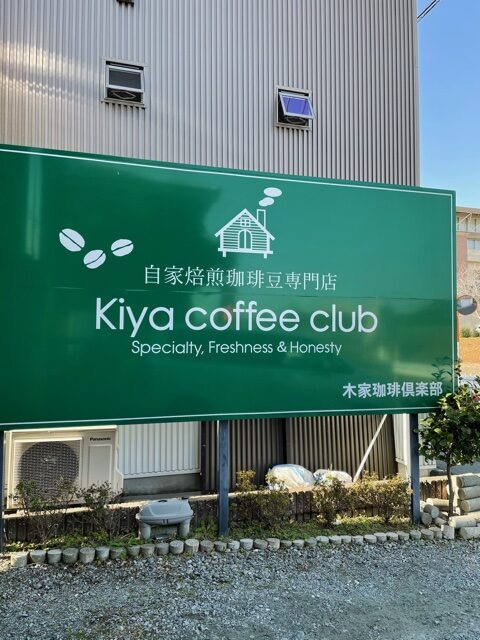 自家焙煎珈琲豆専門店
Kiya coffee club
Specialty, Freshness & Honesty
木家珈琲倶楽部
Panasonic